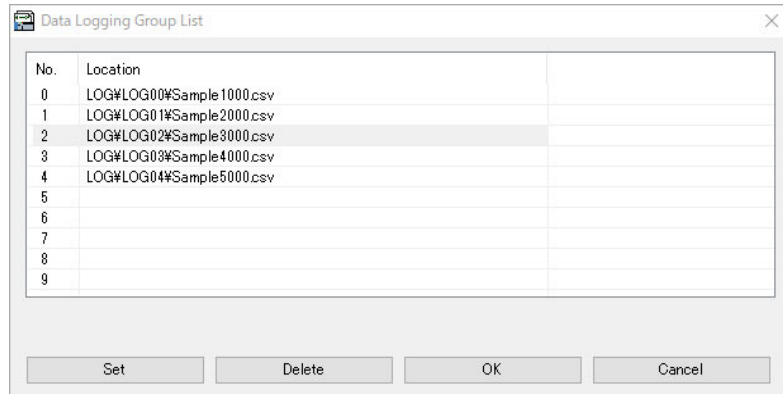 Data Logging Group List
No. Location
0 LOG¥LOG00¥Sample1000.csv
1 LOG¥LOG01¥Sample2000.csv
2 LOG¥LOG02¥Sample3000.csv
3 LOG¥LOG03¥Sample4000.csv
4 LOG¥LOG04¥Sample5000.csv
5
6
7
8
9
Set Delete OK Cancel